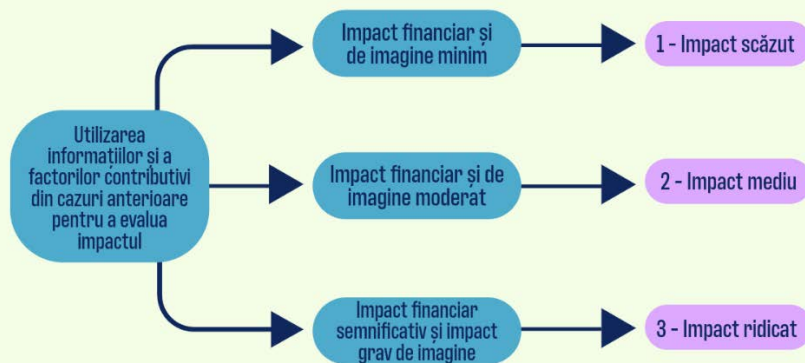 Impact financiar și
de imagine minim
1 - Impact scăzut
Utilizarea
informațiilor și a
factorilor contributivi
din cazuri anterioare
pentru a evalua
impactul
Impact financiar și de
imagine moderat
2 - Impact mediu
Impact financiar
semnificativ și impact
grav de imagine
3 - Impact ridicat